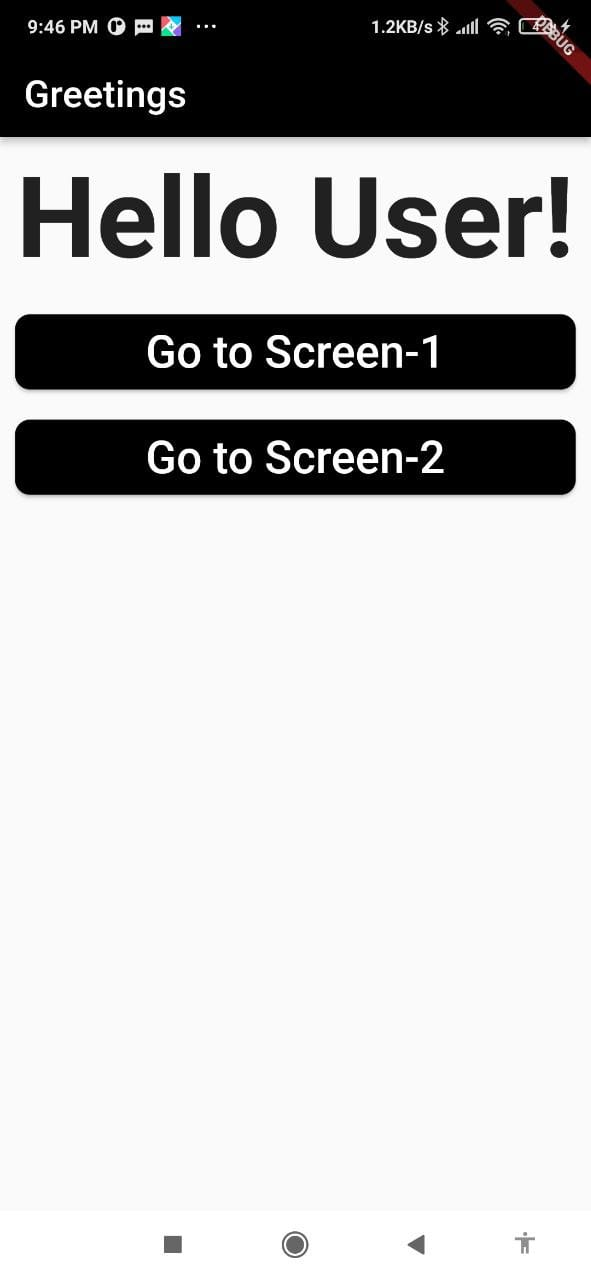 9:46 PM
1.2KB/s
DEBUG
Greetings
Hello User!
Go to Screen-1
Go to Screen-2